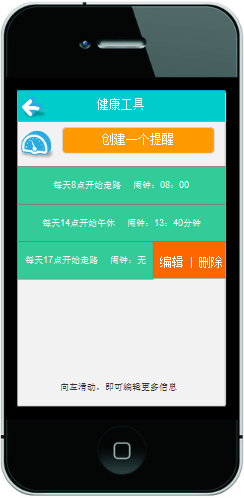 健康工具
创建一个提醒
每天8点开始走路 闹钟：08：00
每天14点开始午休 闹钟：13：40分钟
每天17点开始走路 闹钟：无 编辑 | 删除
向左滑动，即可编辑更多信息